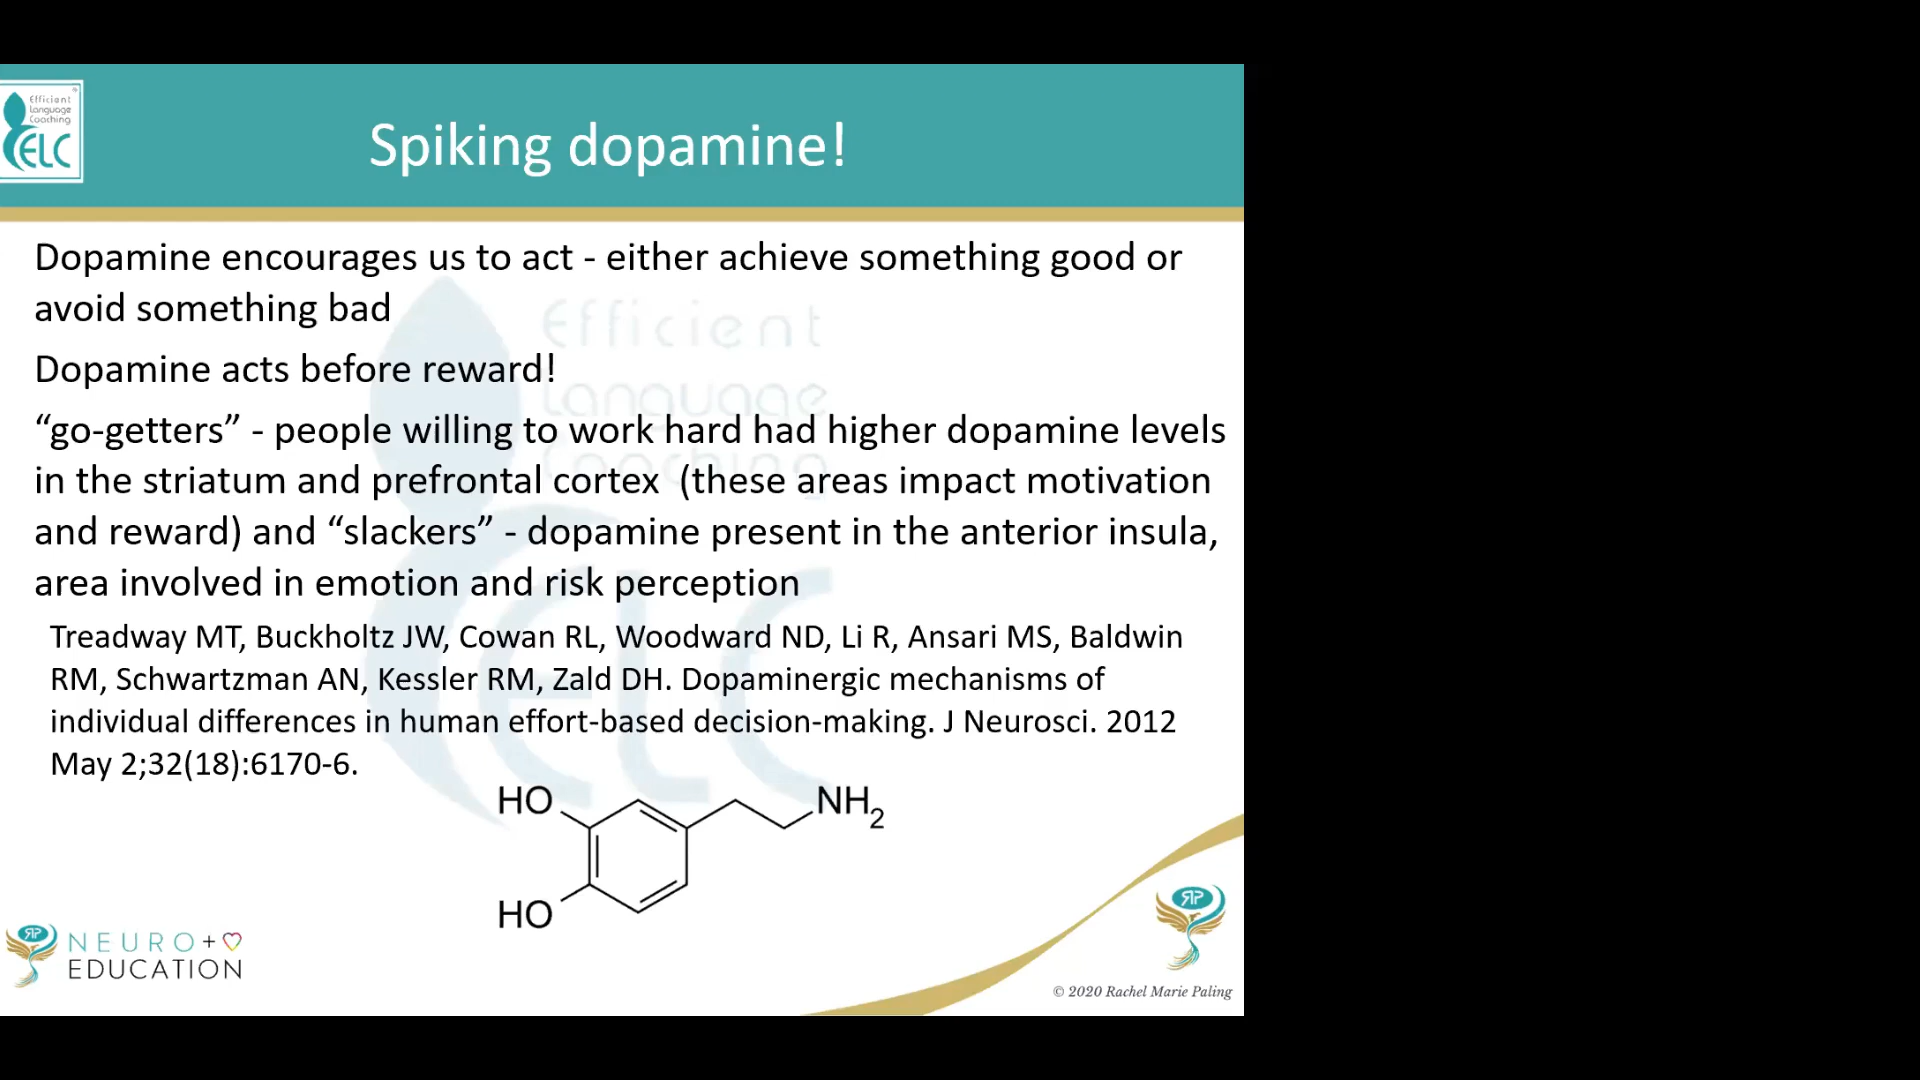 Efficient
Language
Coaching
ELC
Spiking dopamine!
Dopamine encourages us to act - either achieve something good or
avoid something bad
Dopamine acts before reward!
“go-getters” - people willing to work hard had higher dopamine levels
in the striatum and prefrontal cortex (these areas impact motivation
and reward) and “slackers” - dopamine present in the anterior insula,
area involved in emotion and risk perception
Treadway MT, Buckholtz JW, Cowan RL, Woodward ND, Li R, Ansari MS, Baldwin
RM, Schwartzman AN, Kessler RM, Zald DH. Dopaminergic mechanisms of
individual differences in human effort-based decision-making. J Neurosci. 2012
May 2;32(18):6170-6.
Efficient
Language
Coaching
ELC
HO
NH2
HO
NEURO+
EDUCATION
© 2020 Rachel Marie Paling